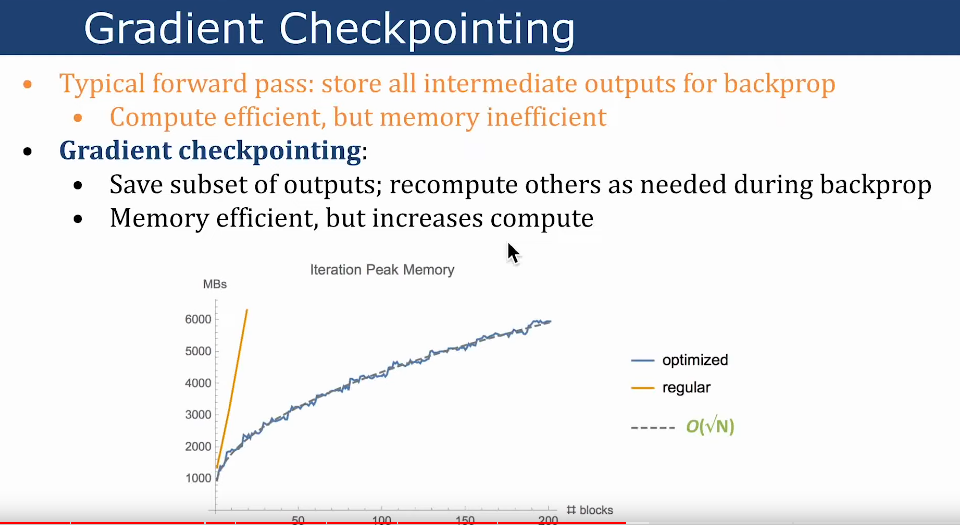 Gradient Checkpointing
• Typical forward pass: store all intermediate outputs for backprop
• Compute efficient, but memory inefficient
• Gradient checkpointing:
• Save subset of outputs; recompute others as needed during backprop
• Memory efficient, but increases compute
Iteration Peak Memory
MBs
6000
5000
4000
3000
2000
1000
50 100 150 200
# blocks
optimized
regular
O(√N)